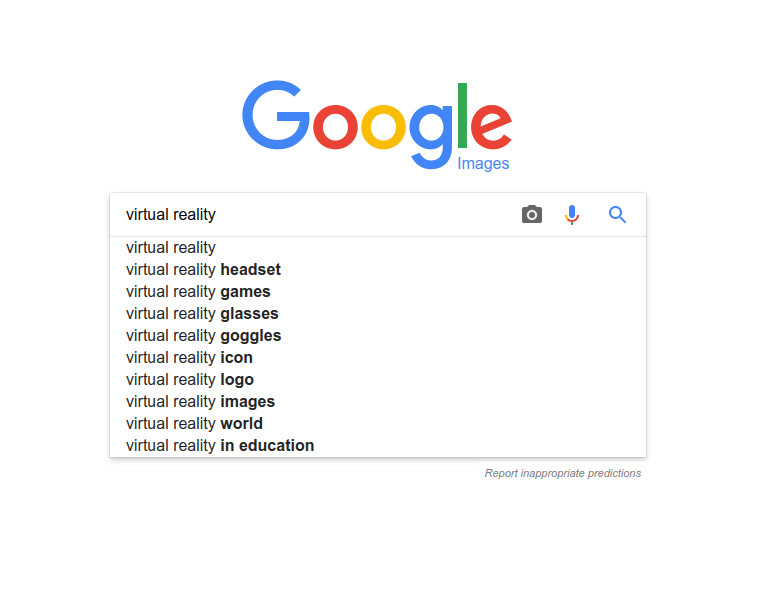 Google
Images
virtual reality
virtual reality
virtual reality headset
virtual reality games
virtual reality glasses
virtual reality goggles
virtual reality icon
virtual reality logo
virtual reality images
virtual reality world
virtual reality in education
Report inappropriate predictions